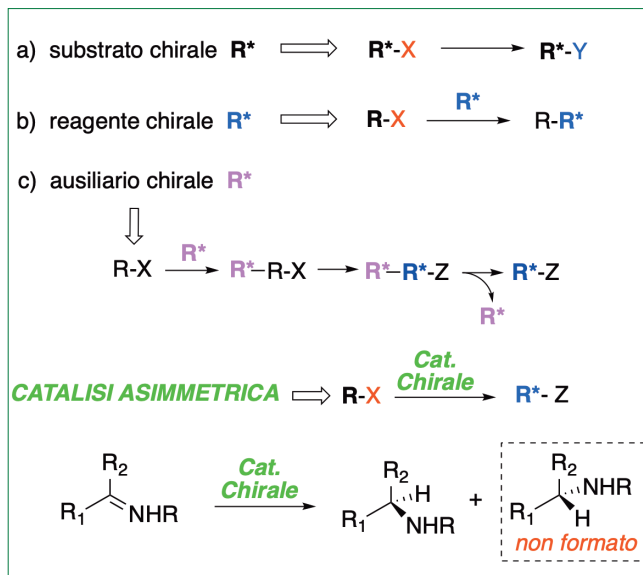 a) substrato chirale R* R*-X R*-Y
b) reagente chirale R* R-X R* R-R*
c) ausiliario chirale R*
R-X R* R*-R-X R*-R*-Z R*-Z
R*
CATALISI ASIMMETRICA R-X Cat. Chirale R*- Z
R2 R1 NHR Cat. Chirale R2 H R1 NHR + R2 NHR R1 H
non formato